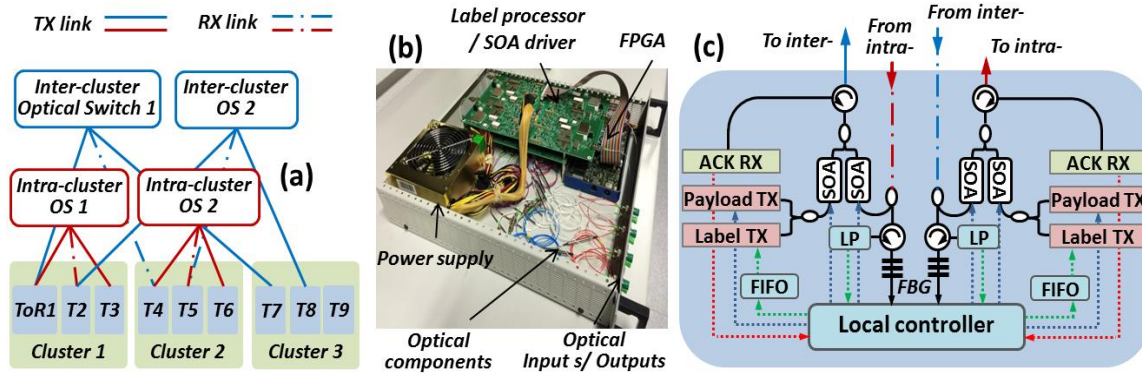 TX link
RX link
Inter-cluster
Optical Switch 1
Inter-cluster
OS 2
(a)
Intra-cluster
OS 1
Intra-cluster
OS 2
ToR1
T2
T3
T4
T5
T6
T7
T8
T9
Cluster 1
Cluster 2
Cluster 3
(b)
Label processor
/ SOA driver
FPGA
Power supply
Optical
components
Optical
Input s/ Outputs
(c)
To inter-
From
intra-
From inter-
To intra-
ACK RX
Payload TX
Label TX
SOA
SOA
SOA
SOA
ACK RX
Payload TX
Label TX
LP
LP
FIFO
FBG
FIFO
Local controller